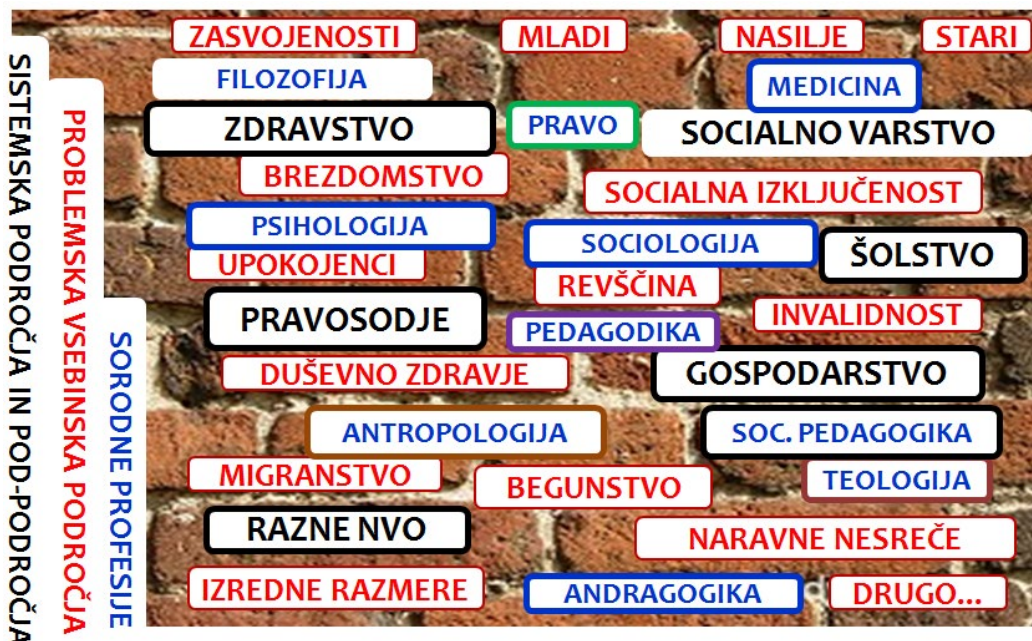 SISTEMSKA PODROČJA IN POD-PODROČJA
PROBLEMSKA VSEBINSKA PODROČJA
SORODNE PROFESIJE
ZASVOJENOSTI
MLADI
NASILJE
STARI
FILOZOFIJA
MEDICINA
ZDRAVSTVO
PRAVO
SOCIALNO VARSTVO
BREZDOMSTVO
SOCIALNA IZKLJUČENOST
PSIHOLOGIJA
SOCIOLOGIJA
ŠOLSTVO
UPOKOJENCI
REVŠČINA
PRAVOSODJE
PEDAGODIKA
INVALIDNOST
DUŠEVNO ZDRAVJE
GOSPODARSTVO
ANTROPOLOGIJA
SOC. PEDAGOGIKA
MIGRANSTVO
BEGUNSTVO
TEOLOGIJA
RAZNE NVO
NARAVNE NESREČE
IZREDNE RAZMERE
ANDRAGOGIKA
DRUGO...